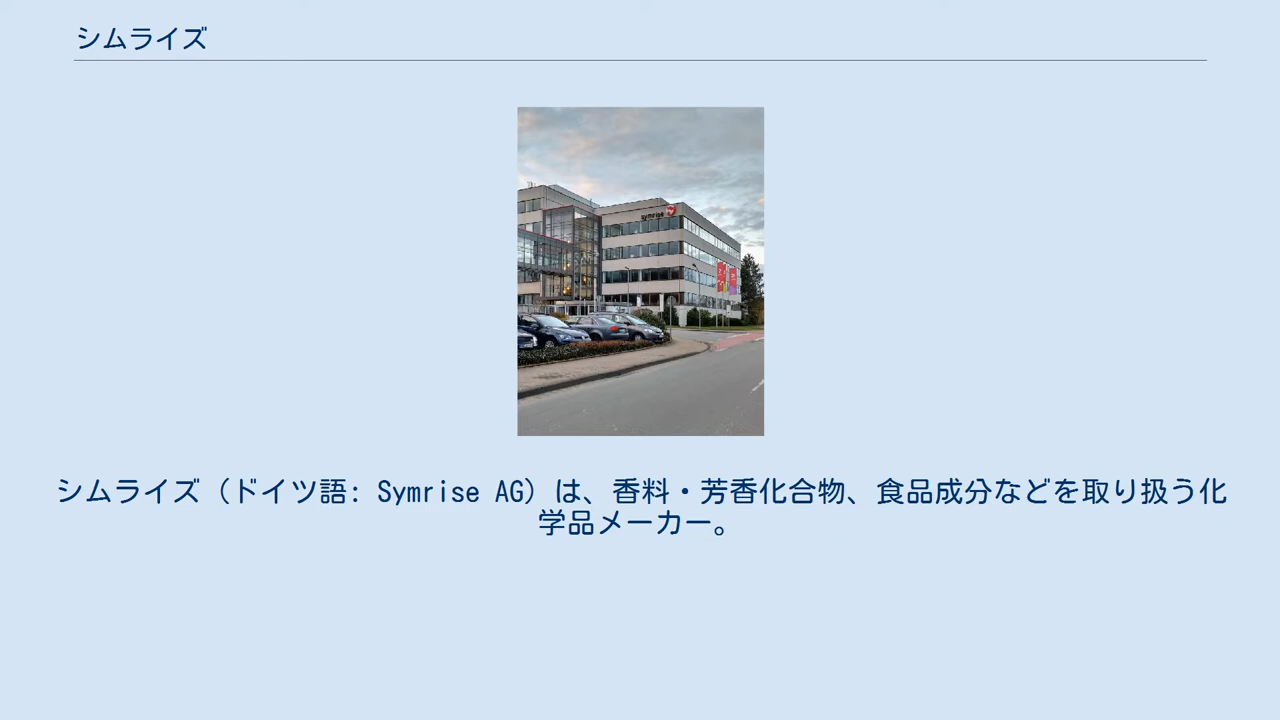 シムライズ
symrise
シムライズ（ドイツ語: Symrise AG）は、香料・芳香化合物、食品成分などを取り扱う化
学品メーカー。